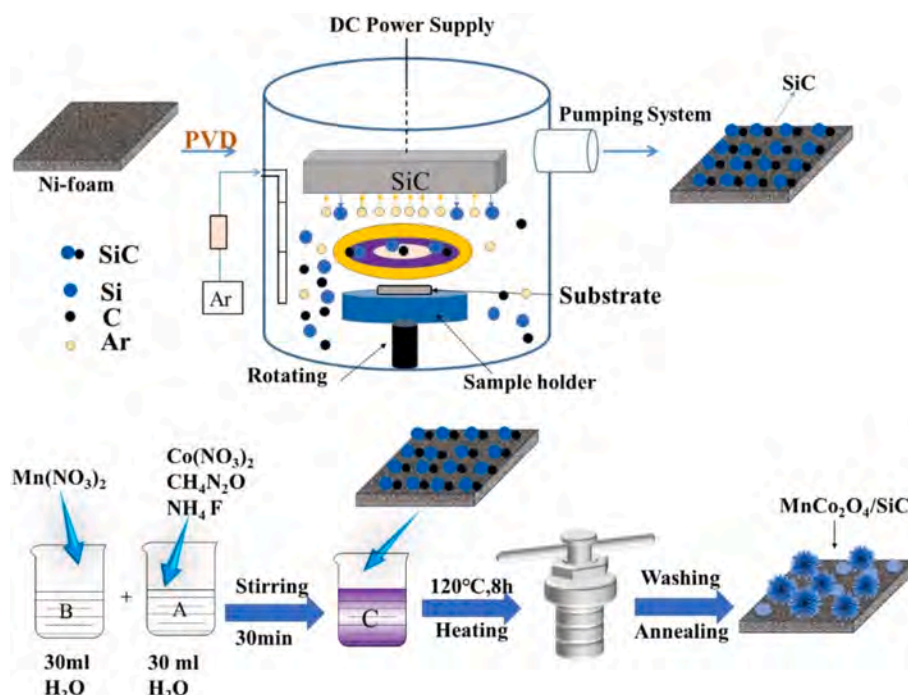 DC Power Supply
SiC
Pumping System
PVD
SiC
Ni-foam
SiC
Si
Ar
C
Substrate
Ar
Rotating
Sample holder
Co(NO₃)₂
Mn(NO₃)₂
CH₄N₂O
NH₄ F
MnCo₂O₄/SiC
Stirring
120°C,8h
Washing
B
+
A
C
30min
Heating
Annealing
30ml
30 ml
H₂O
H₂O